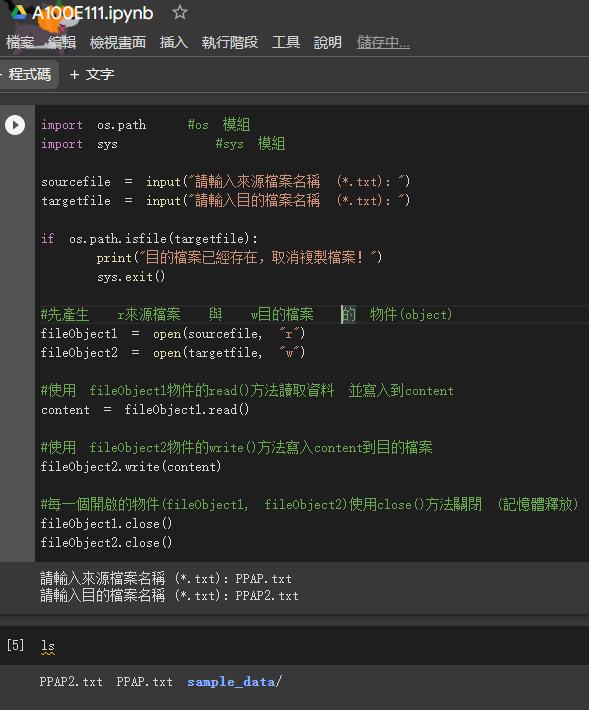 A100E111.ipynb
檔案 編輯 檢視畫面 插入 執行階段 工具 說明 儲存中...
程式碼 + 文字
import os.path #os 模組
import sys #sys 模組
sourcefile = input("請輸入來源檔案名稱 (*.txt): ")
targetfile = input("請輸入目的檔案名稱 (*.txt): ")
if os.path.isfile(targetfile):
print("目的檔案已經存在, 取消複製檔案! ")
sys.exit()
#先產生 r來源檔案 與 w目的檔案 的 物件(object)
fileObject1 = open(sourcefile, "r")
fileObject2 = open(targetfile, "w")
#使用 fileObject1物件的read()方法讀取資料 並寫入到content
content = fileObject1.read()
#使用 fileObject2物件的write()方法寫入content到目的檔案
fileObject2.write(content)
#每一個開啟的物件(fileObject1, fileObject2)使用close()方法關閉 (記憶體釋放)
fileObject1.close()
fileObject2.close()
請輸入來源檔案名稱 (*.txt): PPAP.txt
請輸入目的檔案名稱 (*.txt): PPAP2.txt
[5] ls
PPAP2.txt PPAP.txt sample_data/